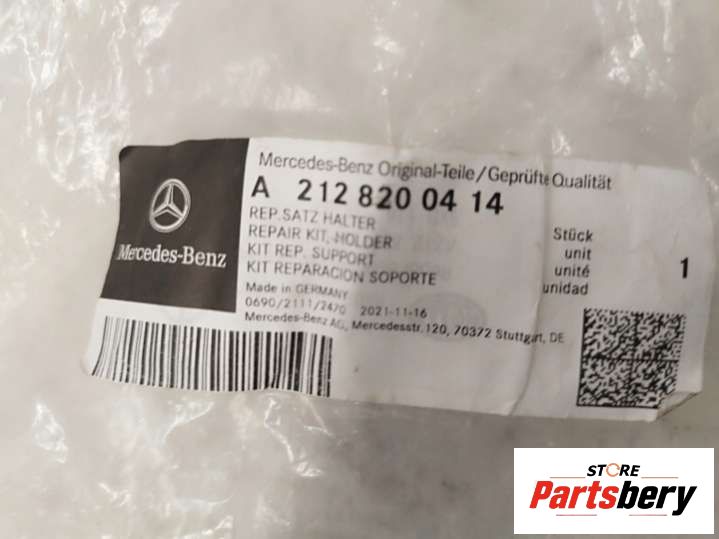 Mercedes-Benz Original-Teile/Geprüfte Qualität
A 212 820 04 14
REP.SATZ HALTER
REPAIR KIT, HOLDER
KIT REP. SUPPORT
KIT REPARACION SOPORTE
Stück
unit
unité
unidad
1
Made in GERMANY
0690/2111/2470 2021-11-16
Mercedes-Benz AG, Mercedesstr.120, 70372 Stuttgart, DE
Mercedes-Benz
STORE
Partsbery